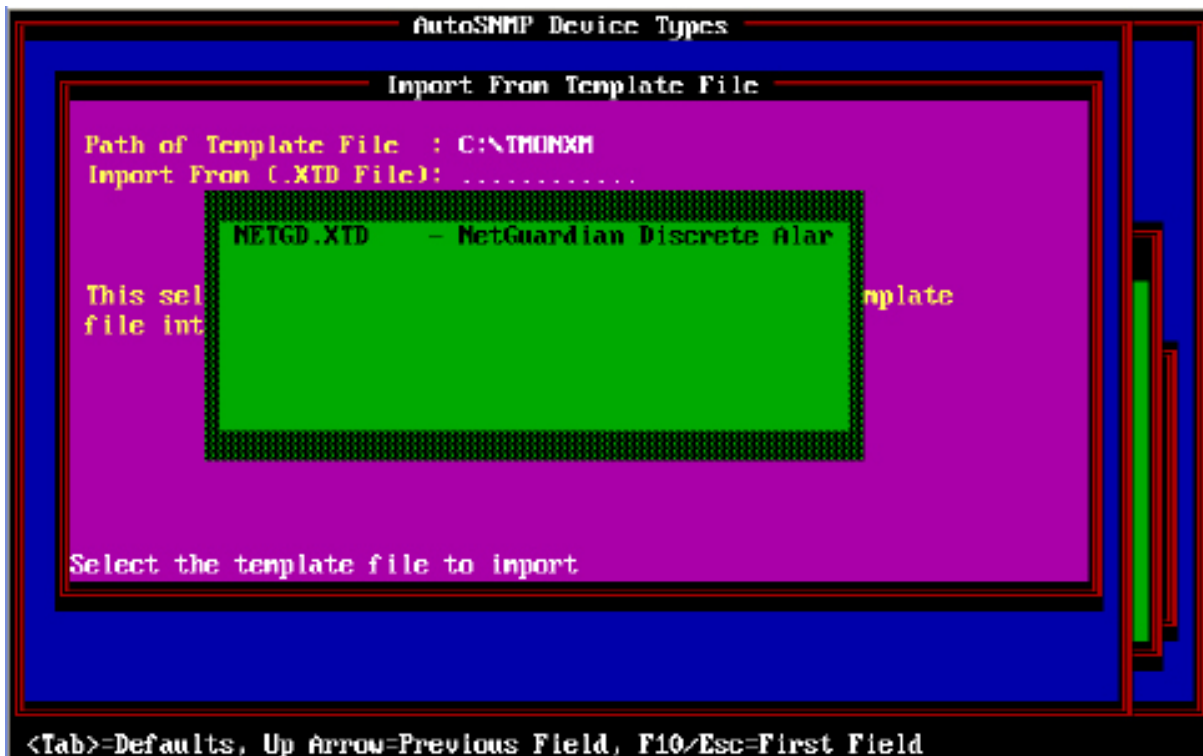 AutoSNMP Device Types
Import From Template File
Path of Template File : C:\TMONXM
Import From (.XTD File): ............
NETGD.XTD - NetGuardian Discrete Alar
This sel mplate
file int
Select the template file to import
<Tab>=Defaults, Up Arrow=Previous Field, F10/Esc=First Field